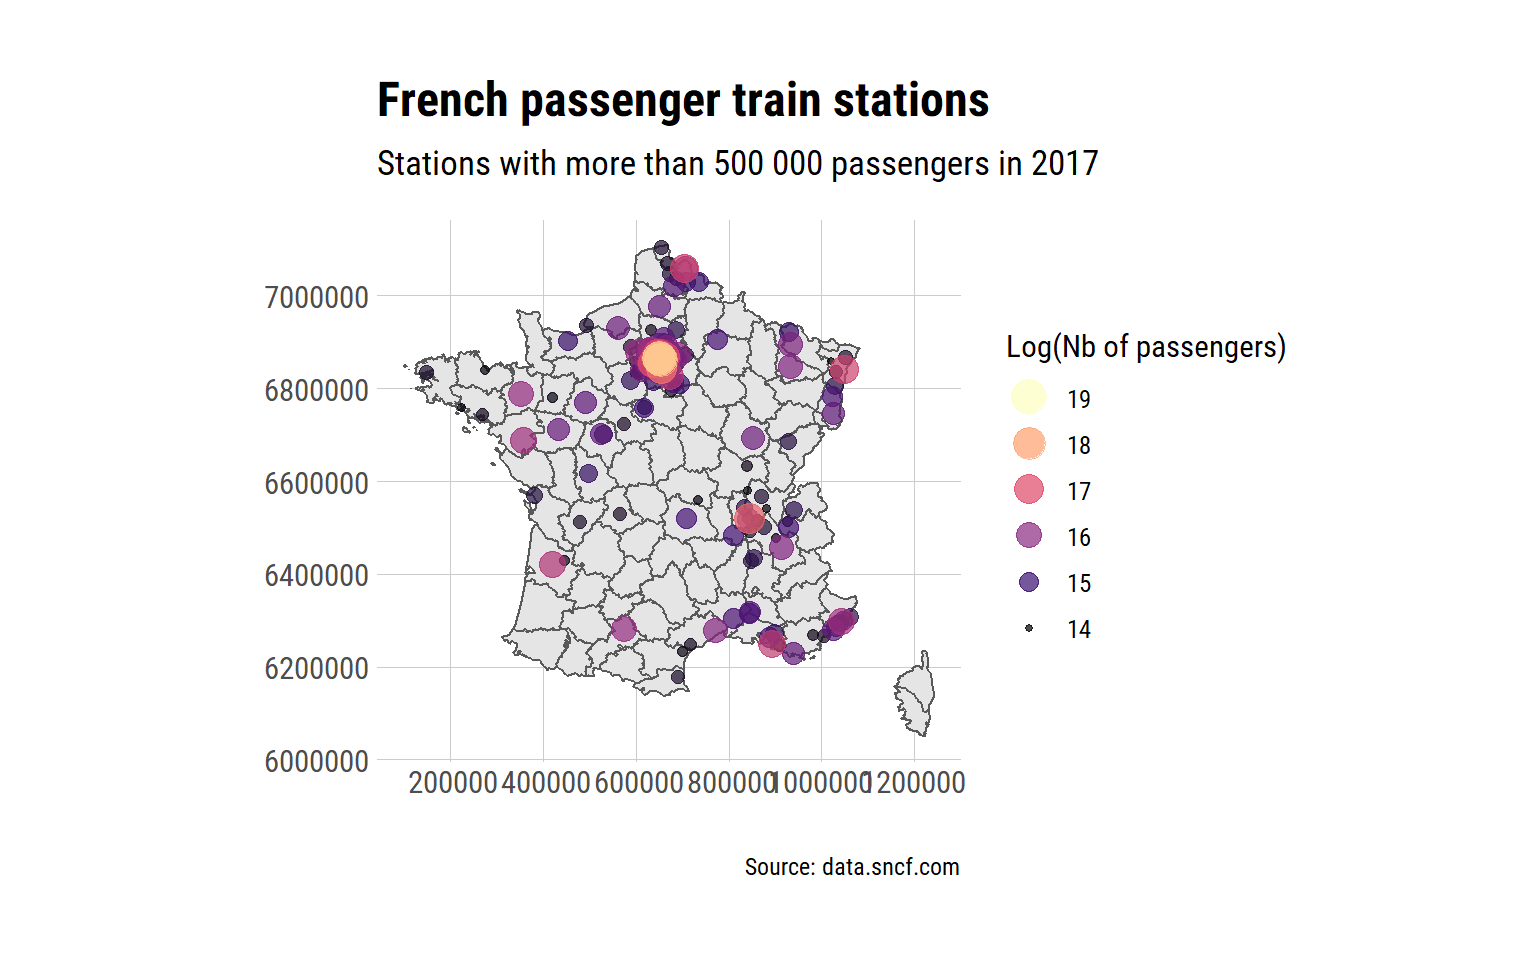 French passenger train stations
Stations with more than 500 000 passengers in 2017
7000000
6800000
6600000
6400000
6200000
6000000
200000 400000 600000 800000 1000000 1200000
Log(Nb of passengers)
19
18
17
16
15
14
Source: data.sncf.com